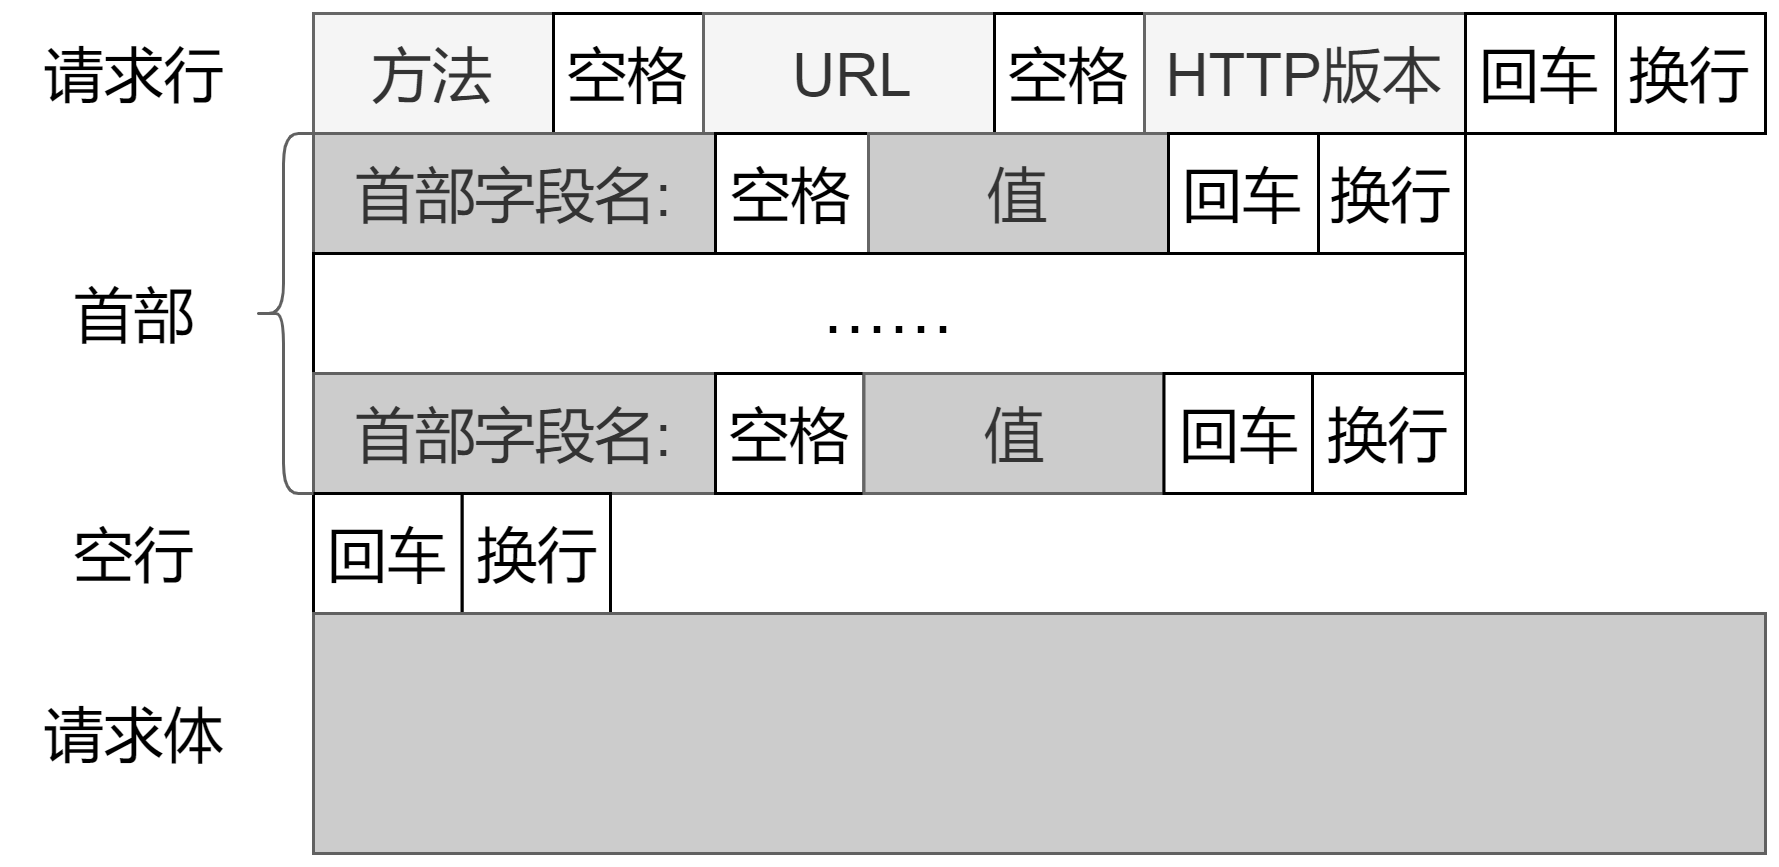 请求行 方法 空格 URL 空格 HTTP版本 回车 换行
首部字段名: 空格 值 回车 换行
首部 ……
首部字段名: 空格 值 回车 换行
空行 回车 换行
请求体